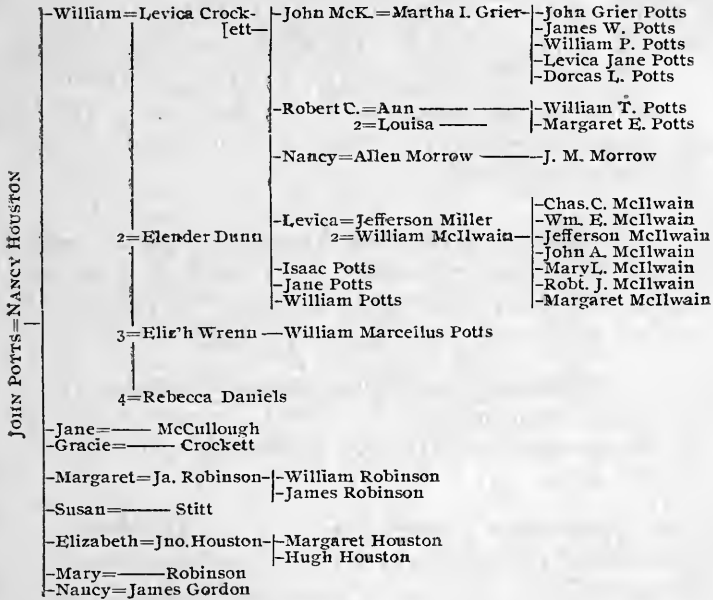 JOHN POTTS=NANCY HOUSTON
-William=Levica Crock-[ett—
-John McK.=Martha I. Grier-
-John Grier Potts
-James W. Potts
-William P. Potts
-Levica Jane Potts
-Dorcas L. Potts
-Robert C.=Ann ——
-William T. Potts
2=Louisa ——
-Margaret E. Potts
-Nancy=Allen Morrow ——
-J. M. Morrow
-Levica=Jefferson Miller
2=William McIlwain-
-Chas. C. McIlwain
-Wm. E. McIlwain
-Jefferson McIlwain
-John A. McIlwain
-Mary L. McIlwain
-Robt. J. McIlwain
-Margaret McIlwain
-Isaac Potts
-Jane Potts
-William Potts
2=Elender Dunn
3=Eliz'h Wrenn —William Marcellus Potts
4=Rebecca Daniels
-Jane=—— McCullough
-Gracie=—— Crockett
-Margaret=Ja. Robinson-
-William Robinson
-James Robinson
-Susan=—— Stitt
-Elizabeth=Jno. Houston-
-Margaret Houston
-Hugh Houston
-Mary=——Robinson
-Nancy=James Gordon